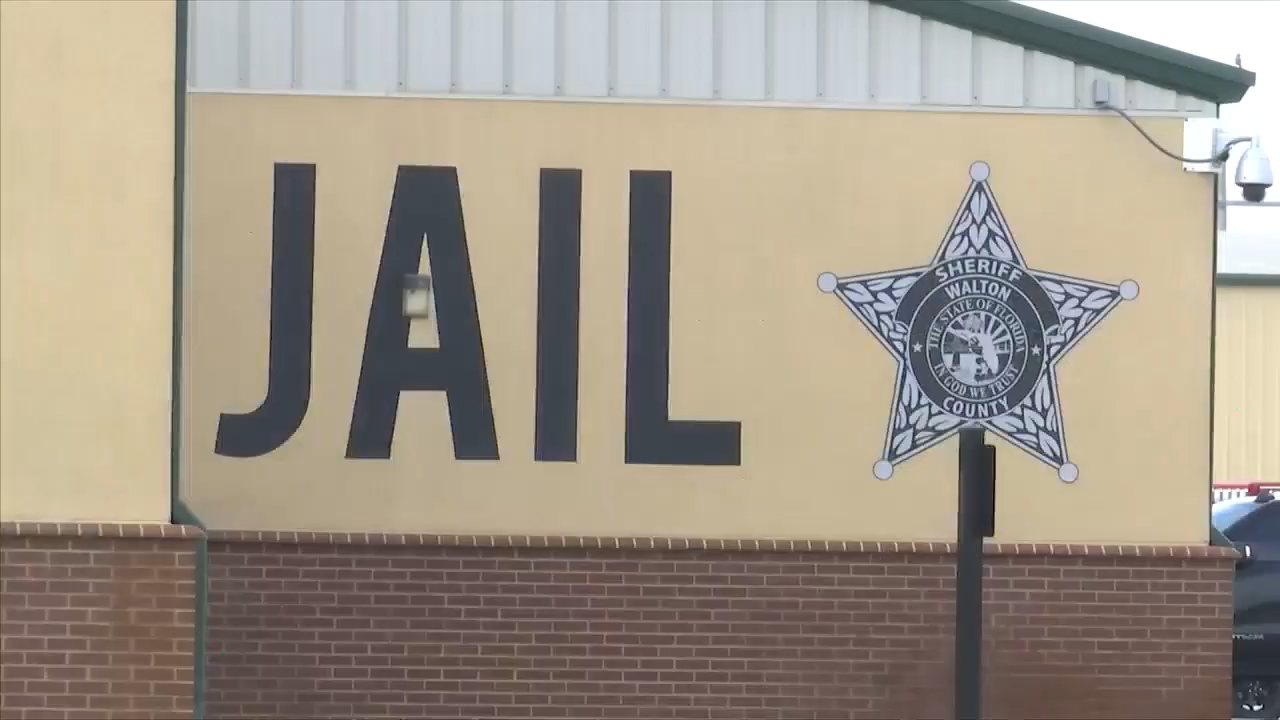 JAIL
SHERIFF
WALTON
THE STATE OF FLORIDA
IN GOD WE TRUST
COUNTY